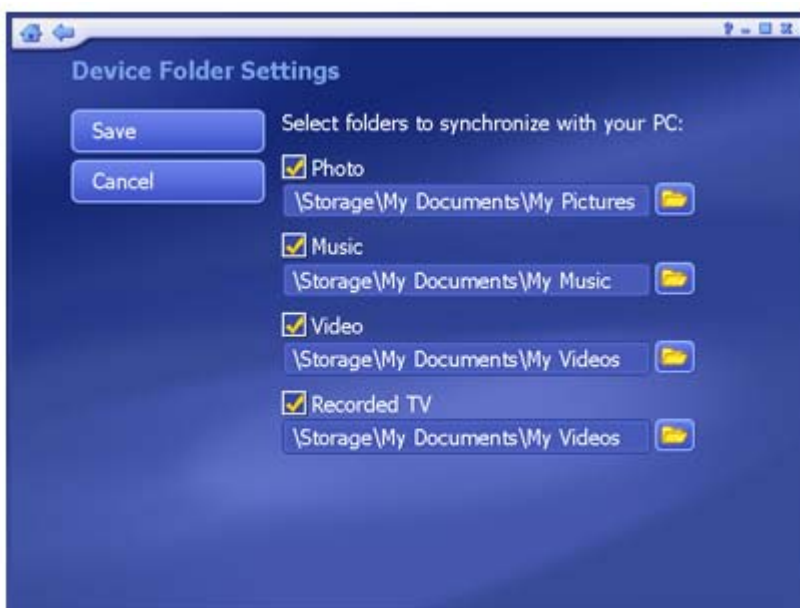 ?
Device Folder Settings
Save
Cancel
Select folders to synchronize with your PC:
Photo
\Storage\My Documents\My Pictures
Music
\Storage\My Documents\My Music
Video
\Storage\My Documents\My Videos
Recorded TV
\Storage\My Documents\My Videos